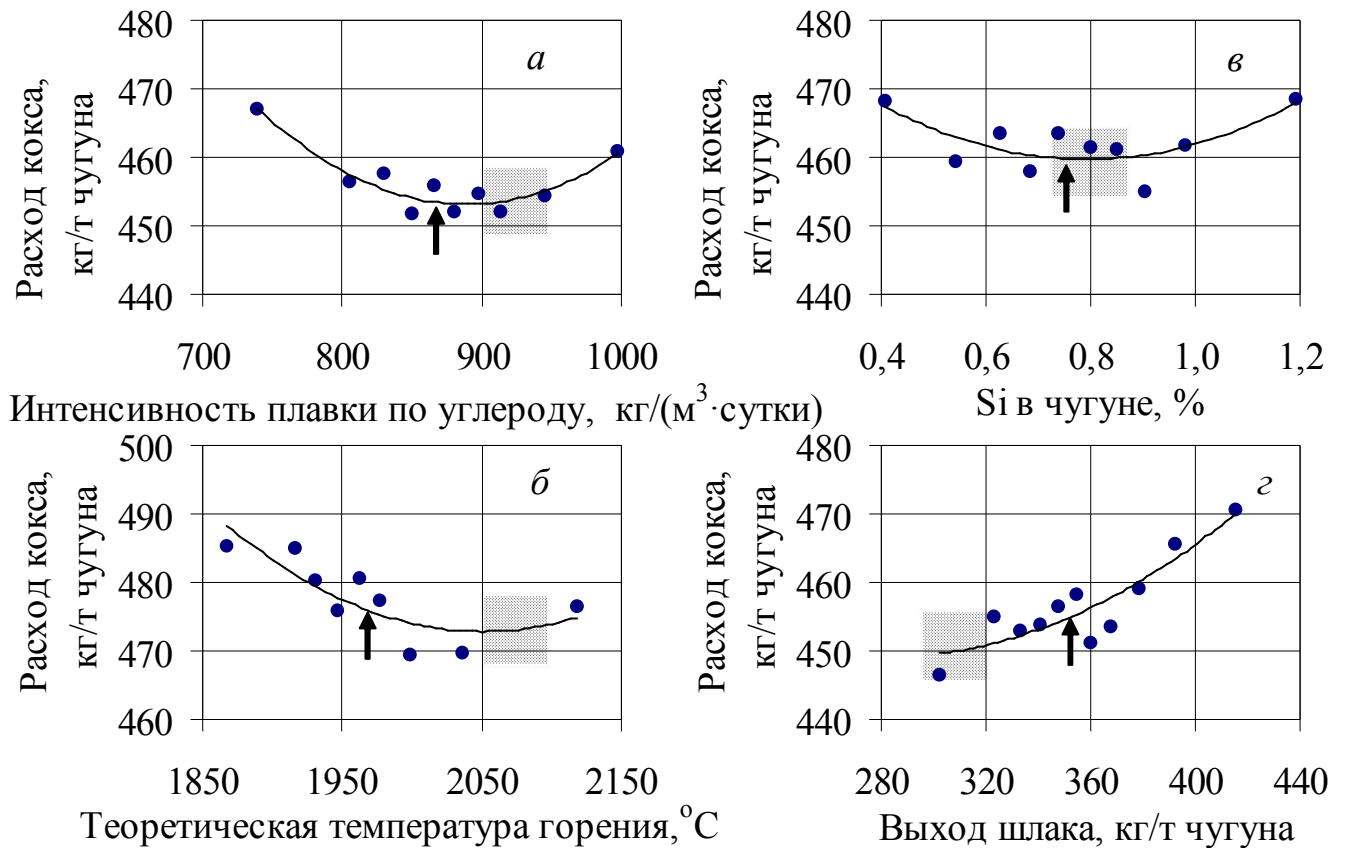 480
470
460
450
440
Расход кокса,
кг/т чугуна
а
700 800 900 1000
Интенсивность плавки по углероду, кг/(м³·сутки)
480
470
460
450
440
Расход кокса,
кг/т чугуна
в
0,4 0,6 0,8 1,0 1,2
Si в чугуне, %
500
490
480
470
460
Расход кокса,
кг/т чугуна
б
1850 1950 2050 2150
Теоретическая температура горения,°С
480
470
460
450
440
Расход кокса,
кг/т чугуна
г
280 320 360 400 440
Выход шлака, кг/т чугуна